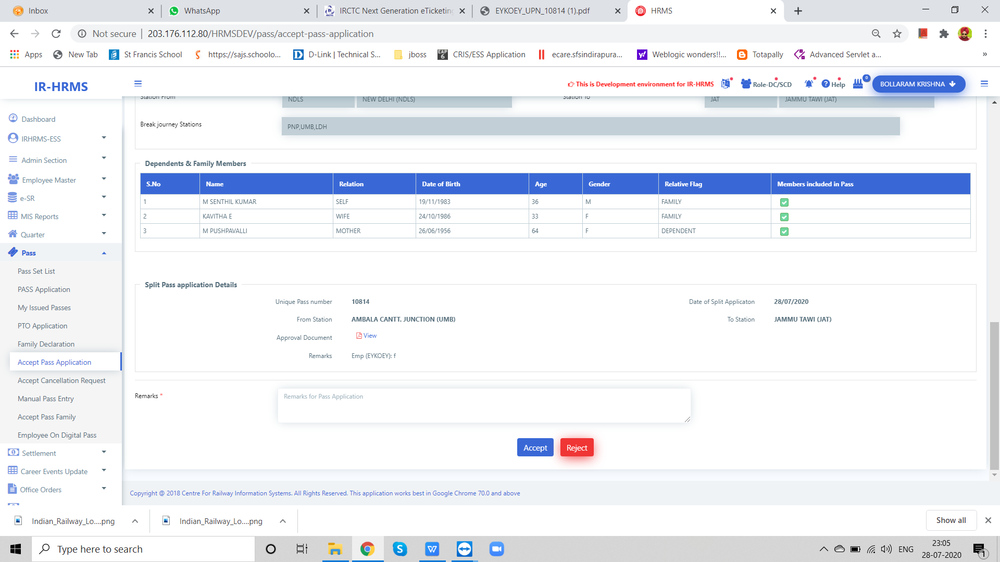 Inbox
WhatsApp
IRCTC Next Generation eTicketing
EYKOEY_UPN_10814 (1).pdf
HRMS
Not secure
203.176.112.80/HRMSDEV/pass/accept-pass-application
Apps
New Tab
St Francis School
https://sajs.schoolo...
D-Link | Technical S...
jboss
CRIS/ESS Application
ecare.sfsindirapura...
Weblogic wonders!!...
Totapally
Advanced Servlet a...
IR-HRMS
This is Development environment for IR-HRMS
Role-DC/SCD
Help
0
BOLLARAM KRISHNA
Dashboard
IRHRMS-ESS
Admin Section
Employee Master
e-SR
MIS Reports
Quarter
Pass
Pass Set List
PASS Application
My Issued Passes
PTO Application
Family Declaration
Accept Pass Application
Accept Cancellation Request
Manual Pass Entry
Accept Pass Family
Employee On Digital Pass
Settlement
Career Events Update
Office Orders
Station From NDLS NEW DELHI (NDLS) Station To JAT JAMMU TAWI (JAT)
Break journey Stations PNP,UMB,LDH
Dependents & Family Members
S.No Name Relation Date of Birth Age Gender Relative Flag Members included in Pass
1 M SENTHIL KUMAR SELF 19/11/1983 36 M FAMILY
2 KAVITHA E WIFE 24/10/1986 33 F FAMILY
3 M PUSHPAVALLI MOTHER 26/06/1956 64 F DEPENDENT
Split Pass application Details
Unique Pass number 10814 Date of Split Applicaton 28/07/2020
From Station AMBALA CANTT. JUNCTION (UMB) To Station JAMMU TAWI (JAT)
Approval Document View
Remarks Emp (EYKOEY): f
Remarks *
Remarks for Pass Application
Accept Reject
Copyright @ 2018 Centre For Railway Information Systems. All Rights Reserved. This application works best in Google Chrome 70.0 and above
Indian_Railway_Lo....png
Indian_Railway_Lo....png
Show all
Type here to search
ENG
23:05
28-07-2020
1